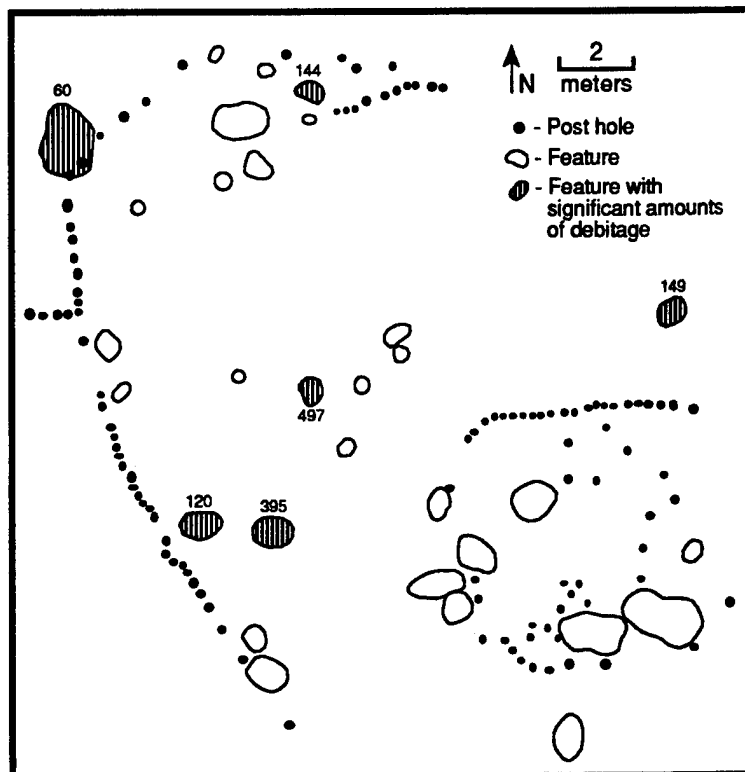 144
2
60
N
meters
- Post hole
- Feature
- Feature with
significant amounts
of debitage
149
497
120
395